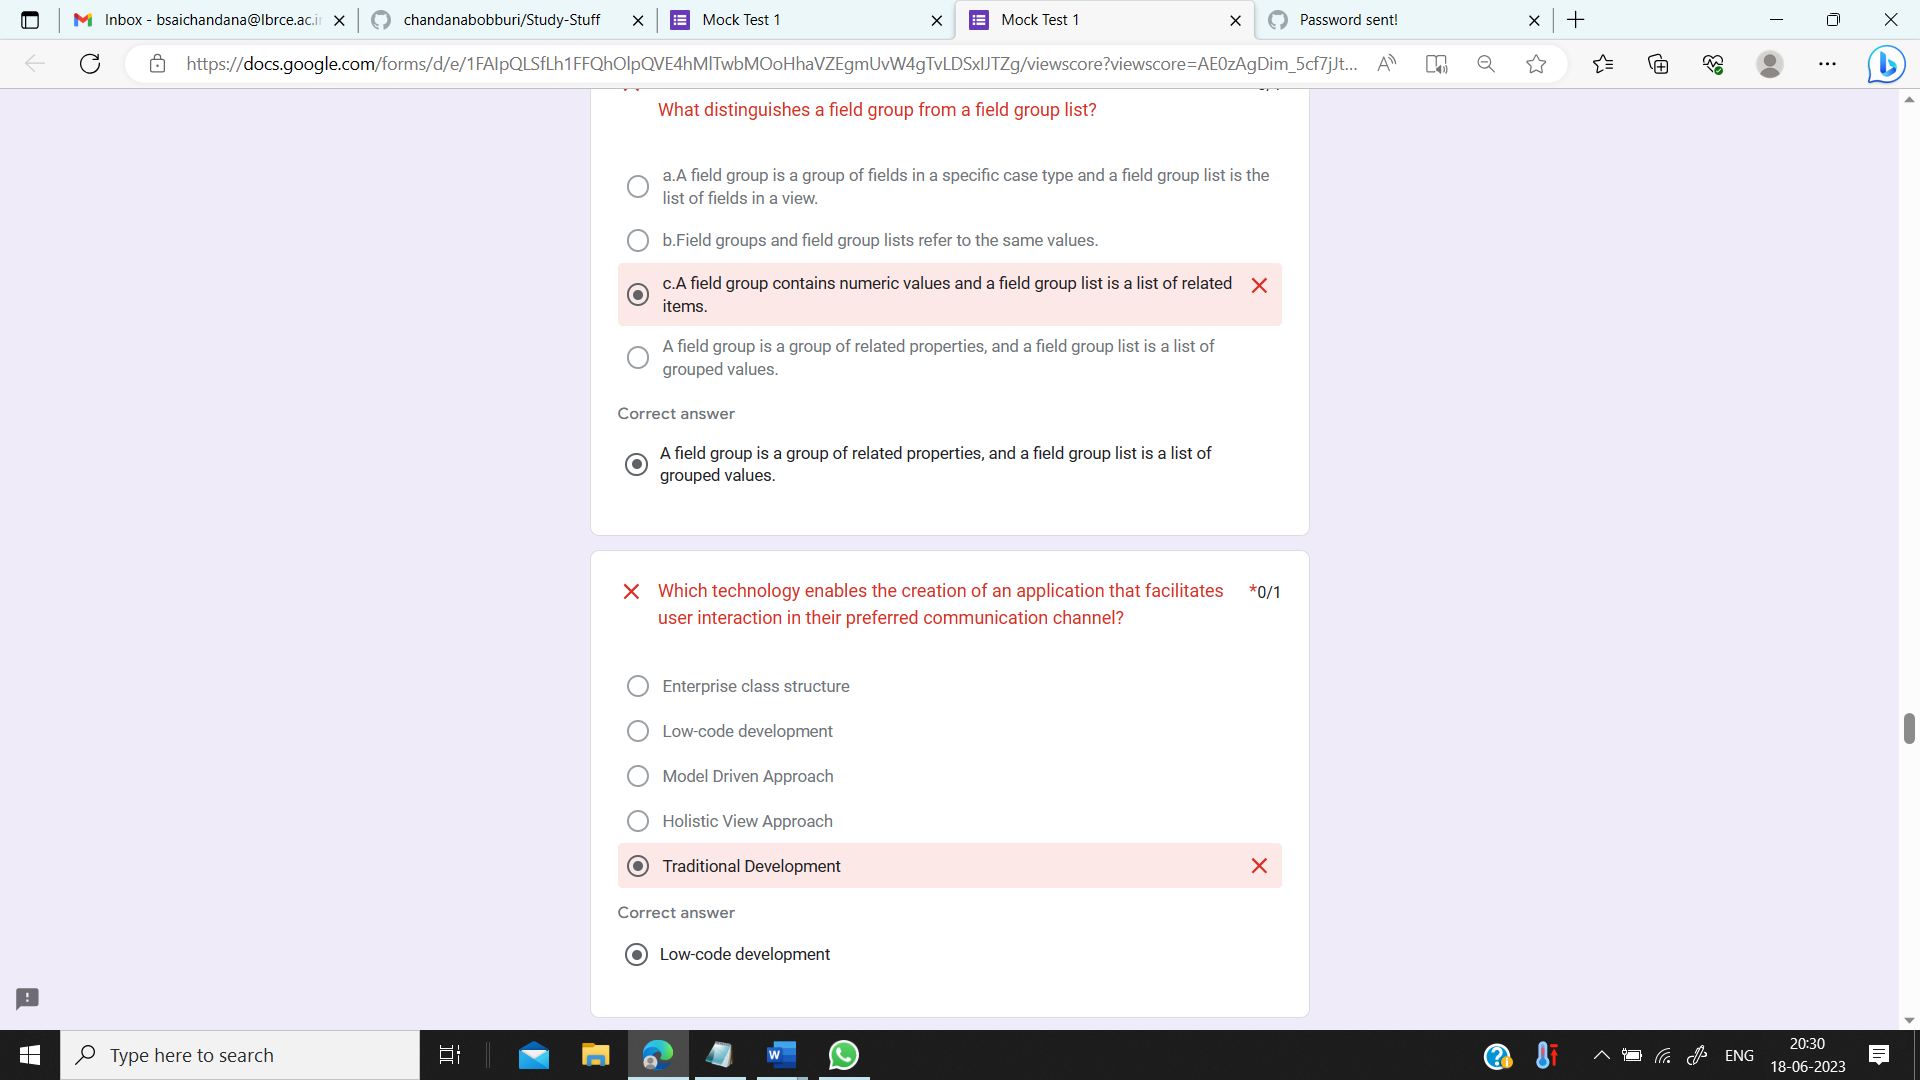 Inbox - bsaichandana@lbrce.ac.i
chandanabobburi/Study-Stuff
Mock Test 1
Mock Test 1
Password sent!
https://docs.google.com/forms/d/e/1FAIpQLSfLh1FFQhOlpQVE4hMlTwbMOoHhaVZEgmUvW4gTvLDSxIJTZg/viewscore?viewscore=AE0zAgDim_5cf7jJt...
What distinguishes a field group from a field group list?
a.A field group is a group of fields in a specific case type and a field group list is the
list of fields in a view.
b.Field groups and field group lists refer to the same values.
c.A field group contains numeric values and a field group list is a list of related
items.
A field group is a group of related properties, and a field group list is a list of
grouped values.
Correct answer
A field group is a group of related properties, and a field group list is a list of
grouped values.
Which technology enables the creation of an application that facilitates
*0/1
user interaction in their preferred communication channel?
Enterprise class structure
Low-code development
Model Driven Approach
Holistic View Approach
Traditional Development
Correct answer
Low-code development
Type here to search
ENG
20:30
18-06-2023